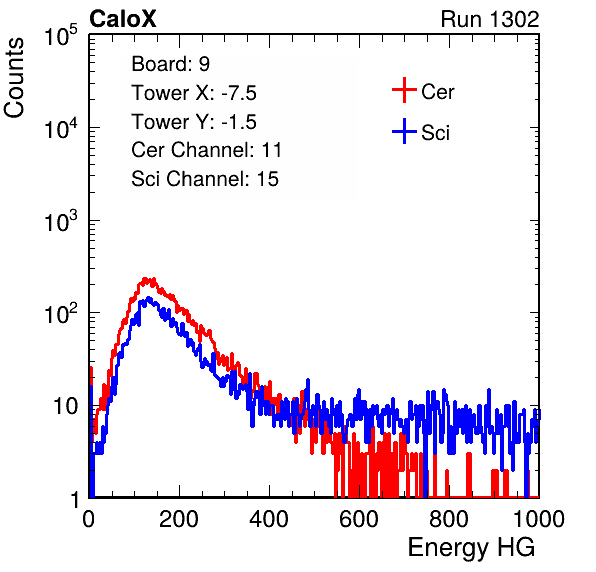 CaloX Run 1302
Counts
10^5
10^4
10^3
10^2
10
1
Board: 9
Tower X: -7.5
Tower Y: -1.5
Cer Channel: 11
Sci Channel: 15
Cer
Sci
0 200 400 600 800 1000
Energy HG